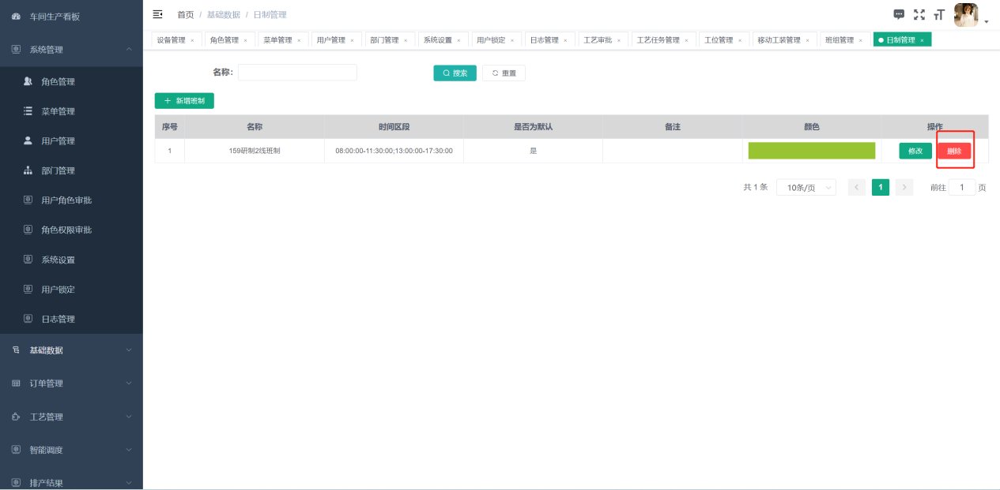 车间生产看板
系统管理
角色管理
菜单管理
用户管理
部门管理
用户角色审批
角色权限审批
系统设置
用户锁定
日志管理
基础数据
订单管理
工艺管理
智能调度
排产结果
首页 / 基础数据 / 日制管理
设备管理 × 角色管理 × 菜单管理 × 用户管理 × 部门管理 × 系统设置 × 用户锁定 × 日志管理 × 工艺审批 × 工艺任务管理 × 工位管理 × 移动工装管理 × 班组管理 × 日制管理 ×
名称: 搜索 重置
+ 新增班制
序号 名称 时间区段 是否为默认 备注 颜色 操作
1 159研制2线班制 08:00:00-11:30:00;13:00:00-17:30:00 是 修改 删除
共 1 条 10条/页 < 1 > 前往 1 页